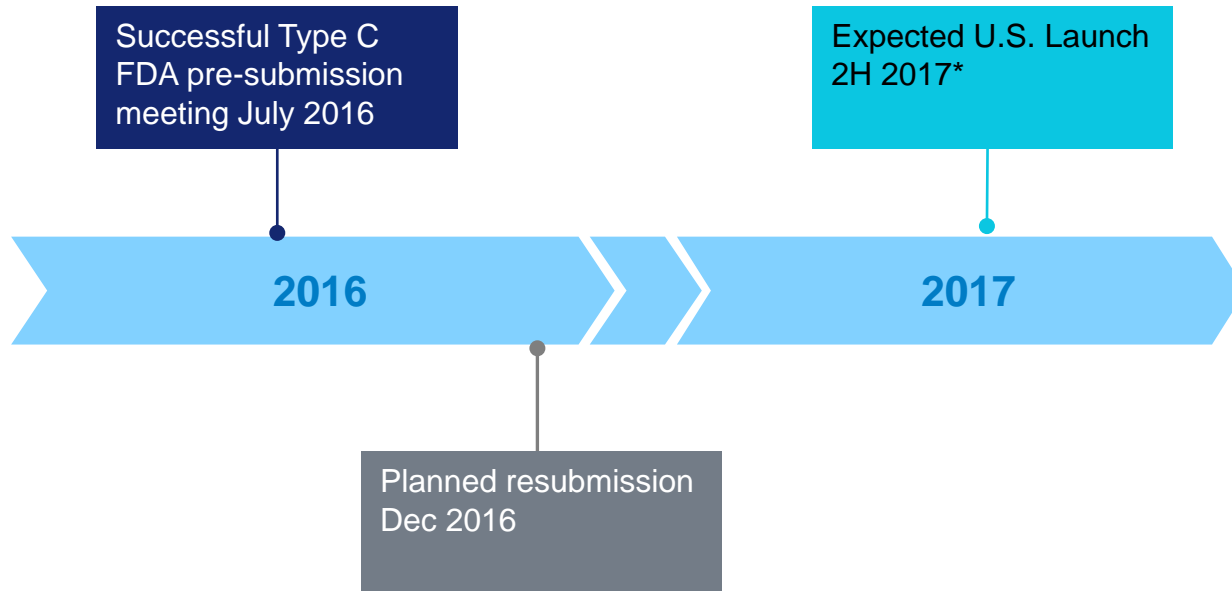 Successful Type C
FDA pre-submission
meeting July 2016
Expected U.S. Launch
2H 2017*
2016
2017
Planned resubmission
Dec 2016